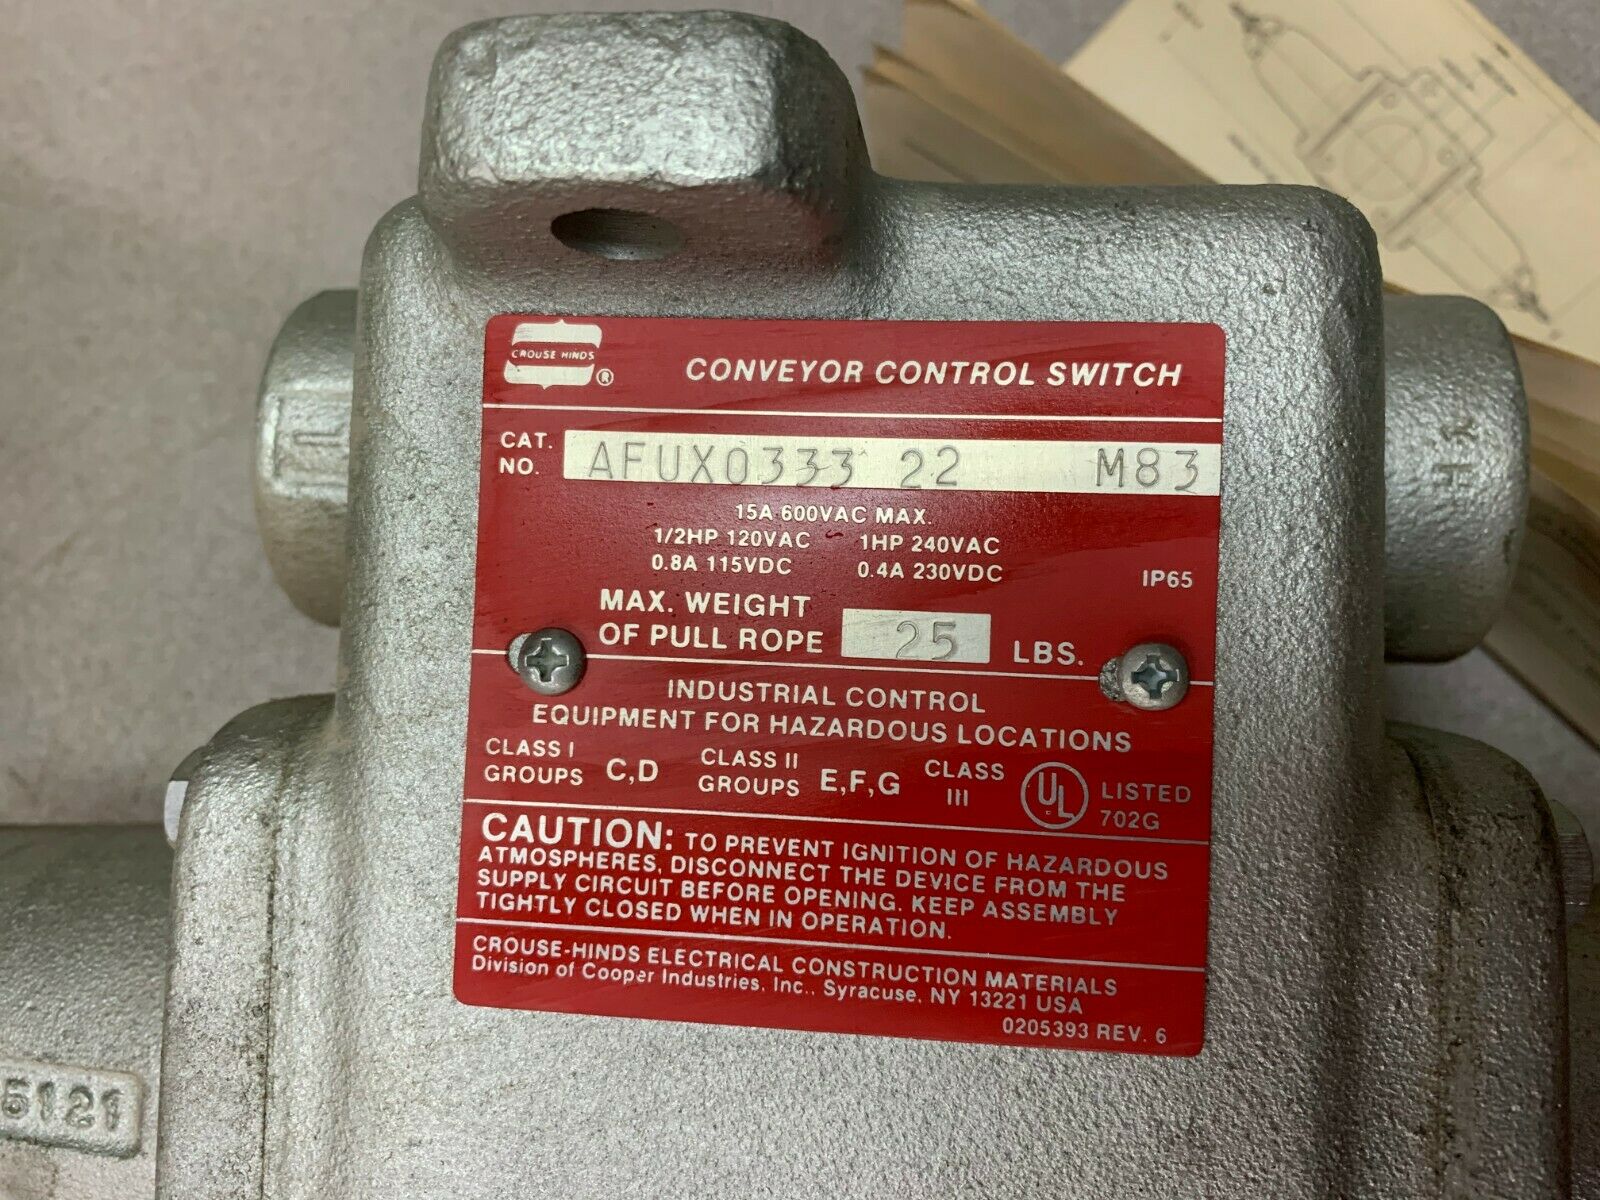 CROUSE HINDS ®
CONVEYOR CONTROL SWITCH
CAT.
NO. AFUX0333 22 M83
15A 600VAC MAX.
1/2HP 120VAC 1HP 240VAC
0.8A 115VDC 0.4A 230VDC
IP65
MAX. WEIGHT
OF PULL ROPE 25 LBS.
INDUSTRIAL CONTROL
EQUIPMENT FOR HAZARDOUS LOCATIONS
CLASS I
GROUPS C,D
CLASS II
GROUPS E,F,G
CLASS
III
UL
LISTED
702G
CAUTION: TO PREVENT IGNITION OF HAZARDOUS
ATMOSPHERES, DISCONNECT THE DEVICE FROM THE
SUPPLY CIRCUIT BEFORE OPENING. KEEP ASSEMBLY
TIGHTLY CLOSED WHEN IN OPERATION.
CROUSE-HINDS ELECTRICAL CONSTRUCTION MATERIALS
Division of Cooper Industries, Inc., Syracuse, NY 13221 USA
0205393 REV. 6
5121